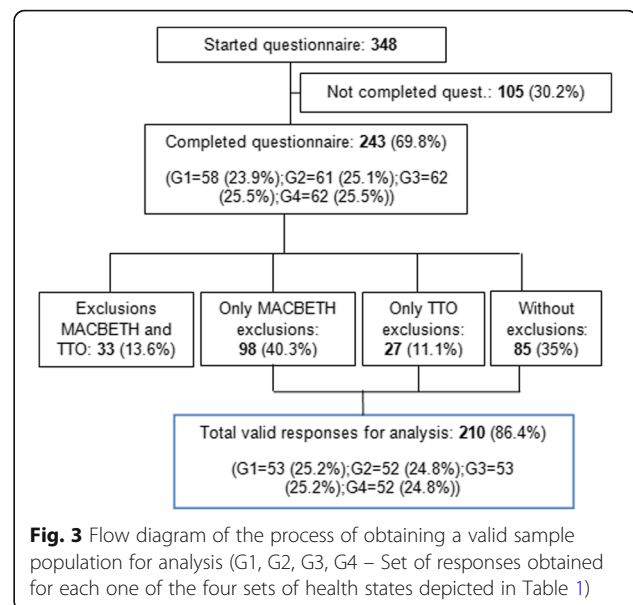 Started questionnaire: 348
Not completed quest.: 105 (30.2%)
Completed questionnaire: 243 (69.8%)
(G1=58 (23.9%);G2=61 (25.1%);G3=62
(25.5%);G4=62 (25.5%))
Exclusions
MACBETH and
TTO: 33 (13.6%)
Only MACBETH
exclusions:
98 (40.3%)
Only TTO
exclusions:
27 (11.1%)
Without
exclusions:
85 (35%)
Total valid responses for analysis: 210 (86.4%)
(G1=53 (25.2%);G2=52 (24.8%);G3=53
(25.2%);G4=52 (24.8%))
Fig. 3 Flow diagram of the process of obtaining a valid sample
population for analysis (G1, G2, G3, G4 – Set of responses obtained
for each one of the four sets of health states depicted in Table 1)